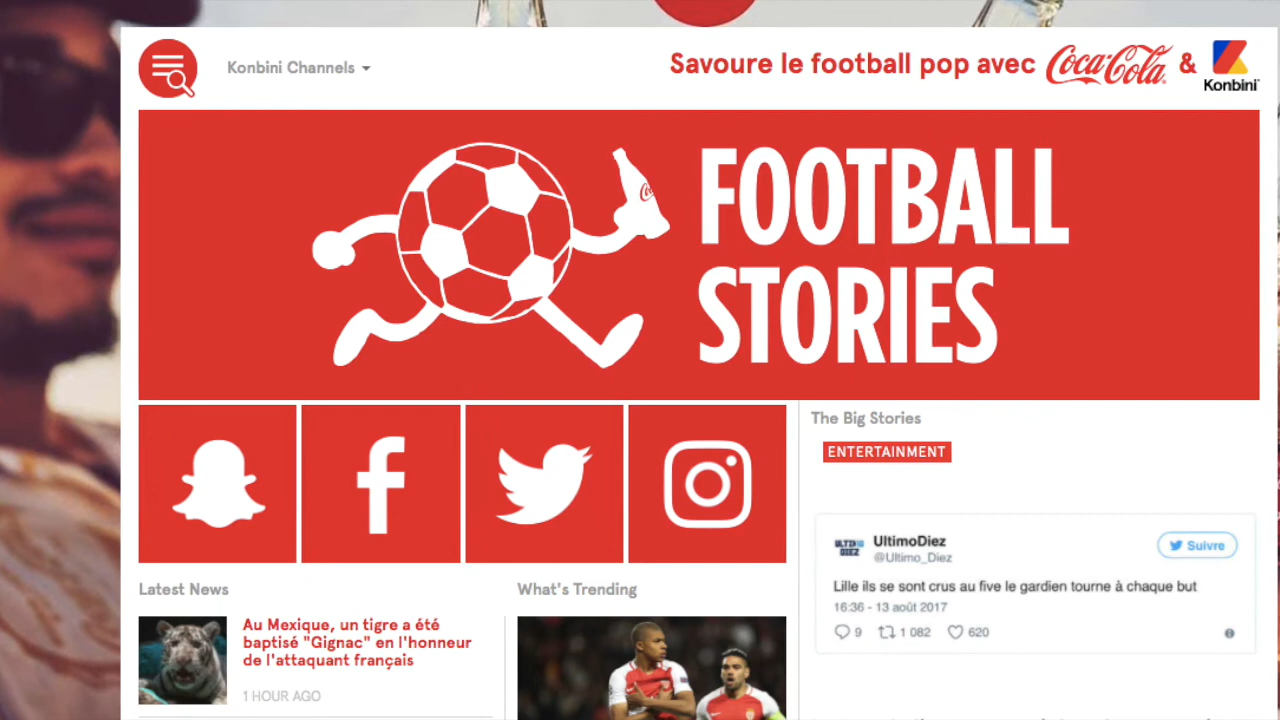 Konbini Channels
Savoure le football pop avec Coca-Cola & Konbini
FOOTBALL
STORIES
The Big Stories
ENTERTAINMENT
UltimoDiez
@Ultimo_Diez
Suivre
Lille ils se sont crus au five le gardien tourne à chaque but
16:36 - 13 août 2017
9 1 082 620
Latest News
What's Trending
Au Mexique, un tigre a été
baptisé "Gignac" en l'honneur
de l'attaquant français
1 HOUR AGO